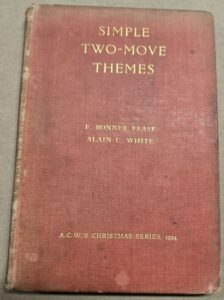 SIMPLE
TWO-MOVE
THEMES
F. BONNER FEAST
ALAIN C. WHITE
A.C.W.'S CHRISTMAS SERIES, 1924